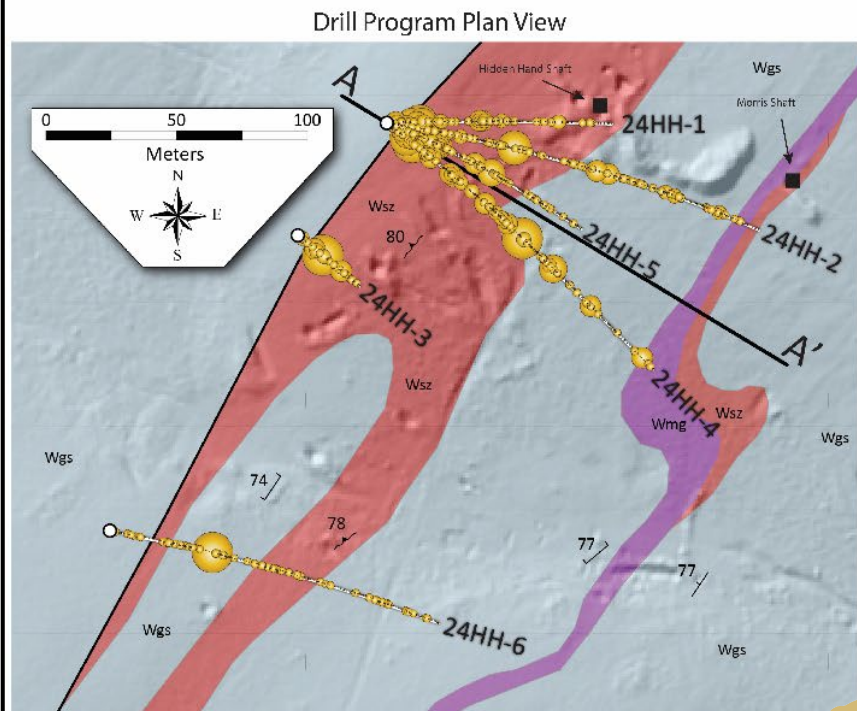 Drill Program Plan View
Wgs
Hidden Hand Shaft
A
Morris Shaft
0 50 100
Meters
N
W E
S
24HH-1
Wsz
80
24HH-5
24HH-2
24HH-3
A'
Wsz
24HH-4
Wmg
Wsz
Wgs
Wgs
74
78
77
77
Wgs
24HH-6
Wgs